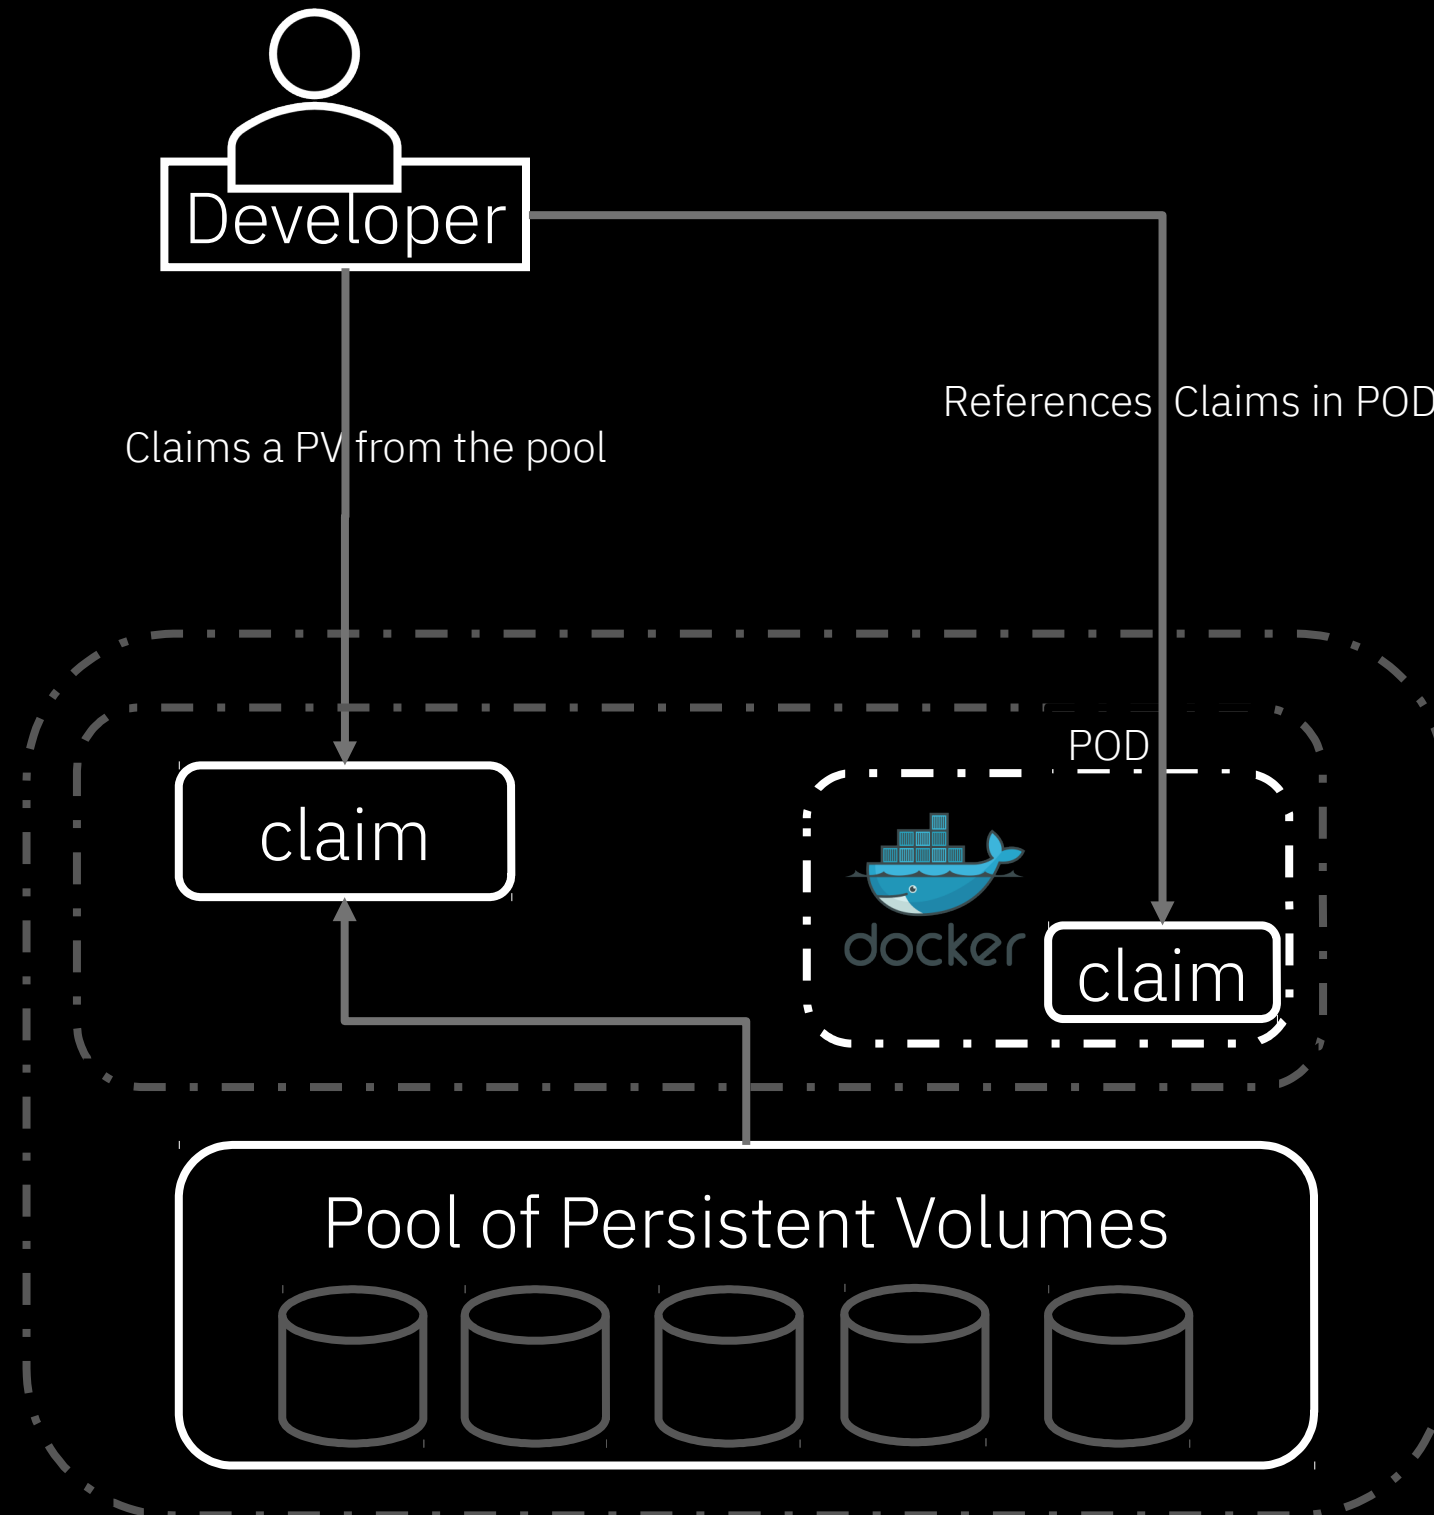 Developer
References Claims in POD
Claims a PV from the pool
POD
claim
docker
claim
Pool of Persistent Volumes